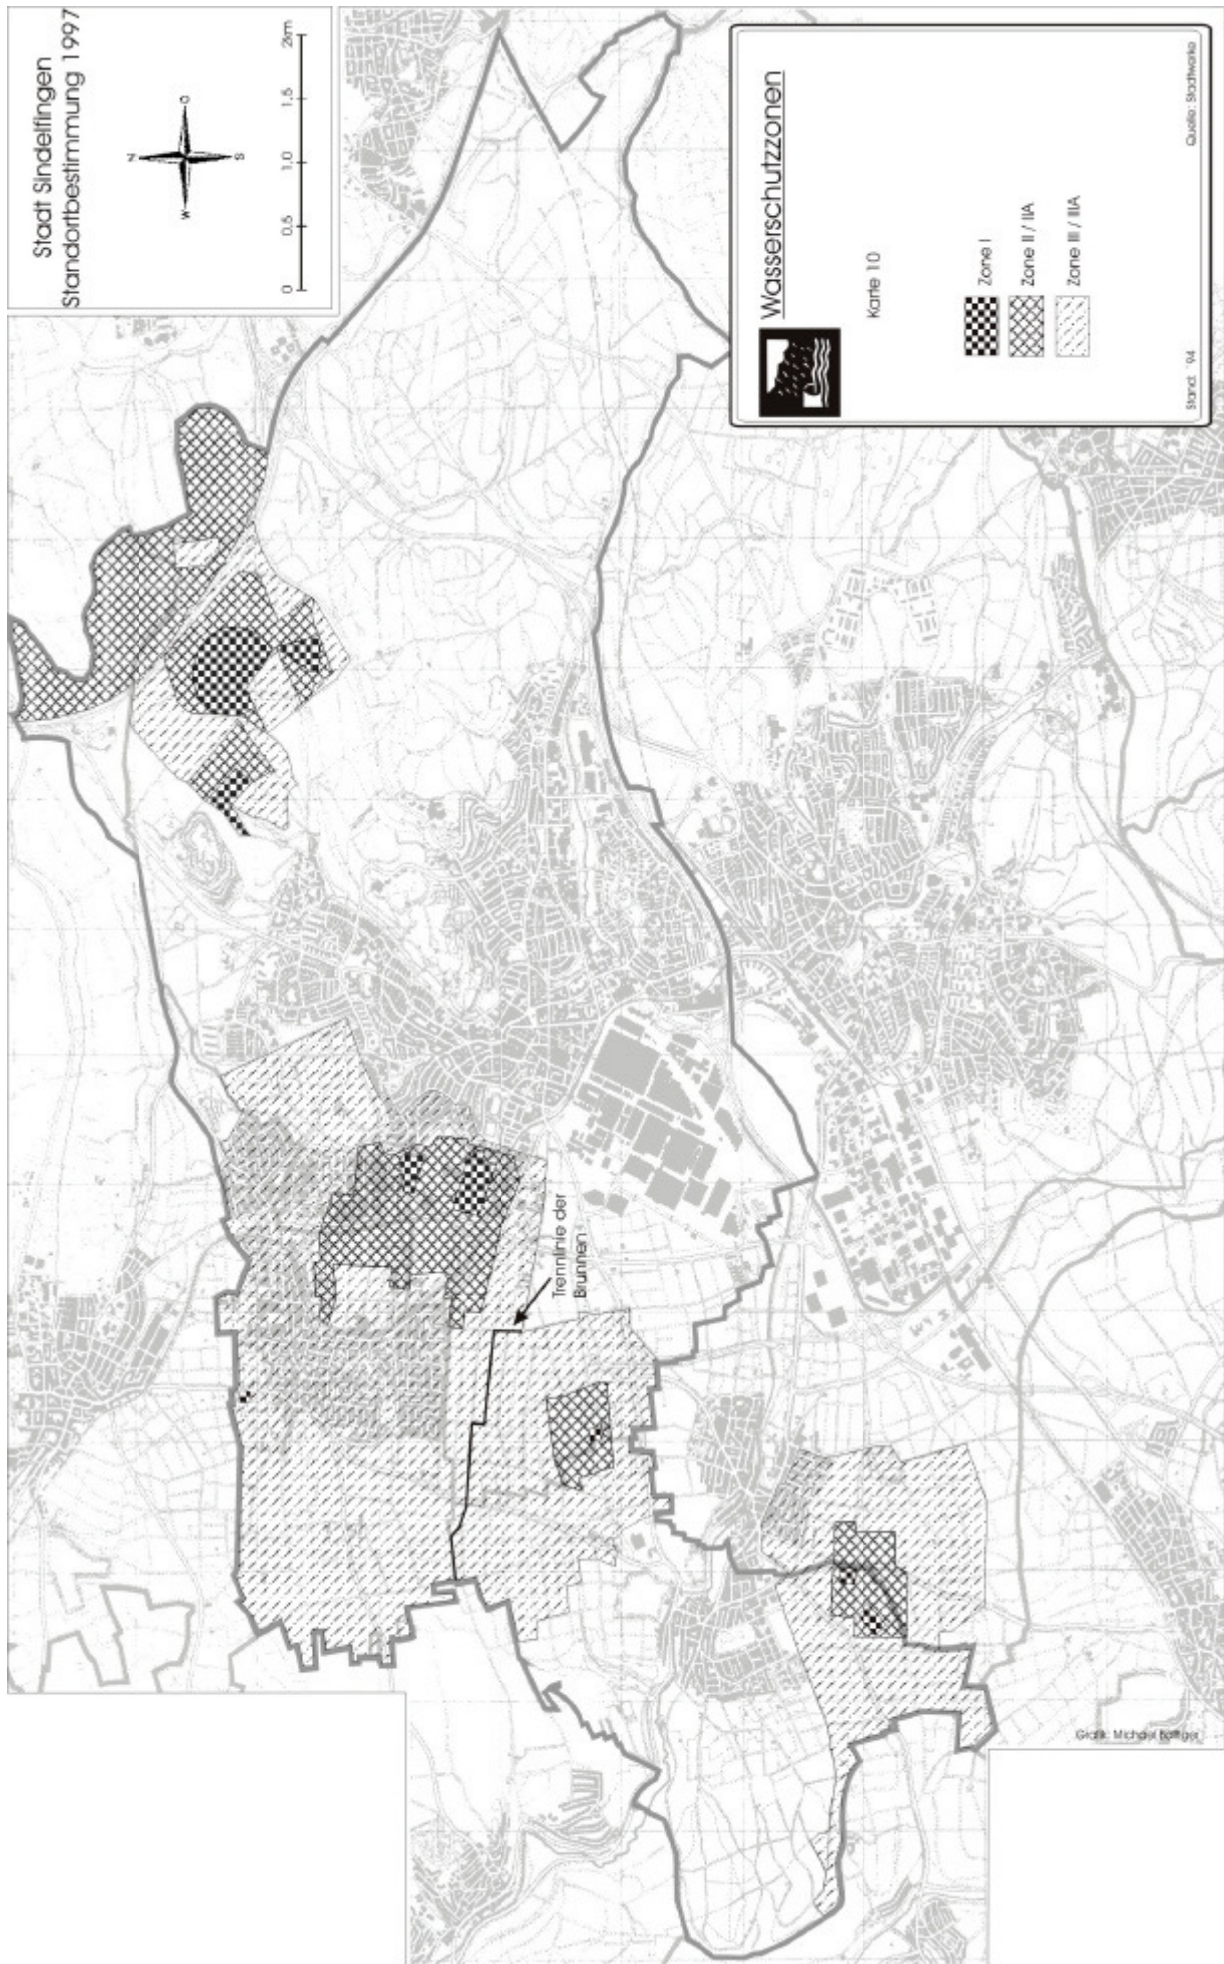 Stadt Sindelfingen
Standortbestimmung 1997
N
W
O
S
0 0.5 1.0 1.5 2km
Wasserschutzzonen
Karte 10
Zone I
Zone II / IIA
Zone III / IIIA
Stand: '94
Quelle: Stadtwerke
Trennlinie der
Brunnen
Grafik: Michael